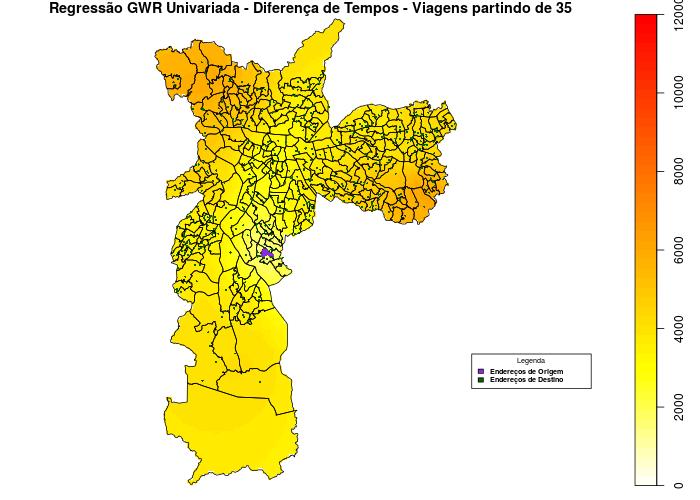 Regressão GWR Univariada - Diferença de Tempos - Viagens partindo de 35
12000
10000
8000
6000
4000
2000
0
Legenda
Endereços de Origem
Endereços de Destino